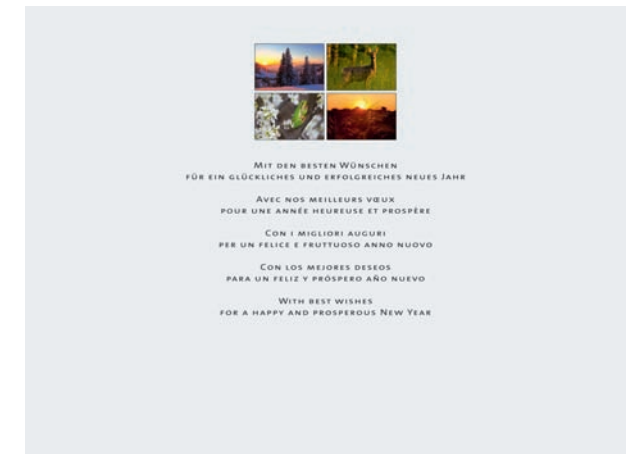 Mit den besten Wünschen
für ein glückliches und erfolgreiches neues Jahr
Avec nos meilleurs vœux
pour une année heureuse et prospère
Con i migliori auguri
per un felice e fruttuoso anno nuovo
Con los mejores deseos
para un feliz y próspero año nuevo
With best wishes
for a happy and prosperous New Year